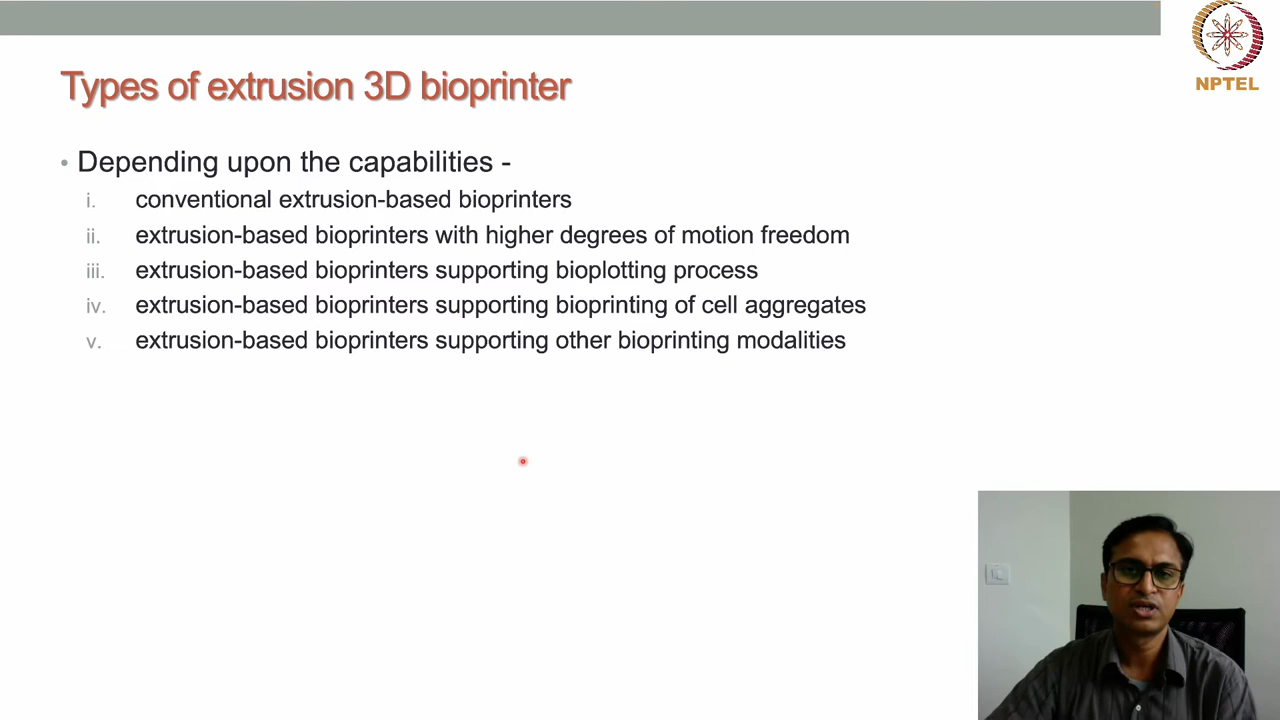 NPTEL
Types of extrusion 3D bioprinter
• Depending upon the capabilities -
i. conventional extrusion-based bioprinters
ii. extrusion-based bioprinters with higher degrees of motion freedom
iii. extrusion-based bioprinters supporting bioplotting process
iv. extrusion-based bioprinters supporting bioprinting of cell aggregates
v. extrusion-based bioprinters supporting other bioprinting modalities